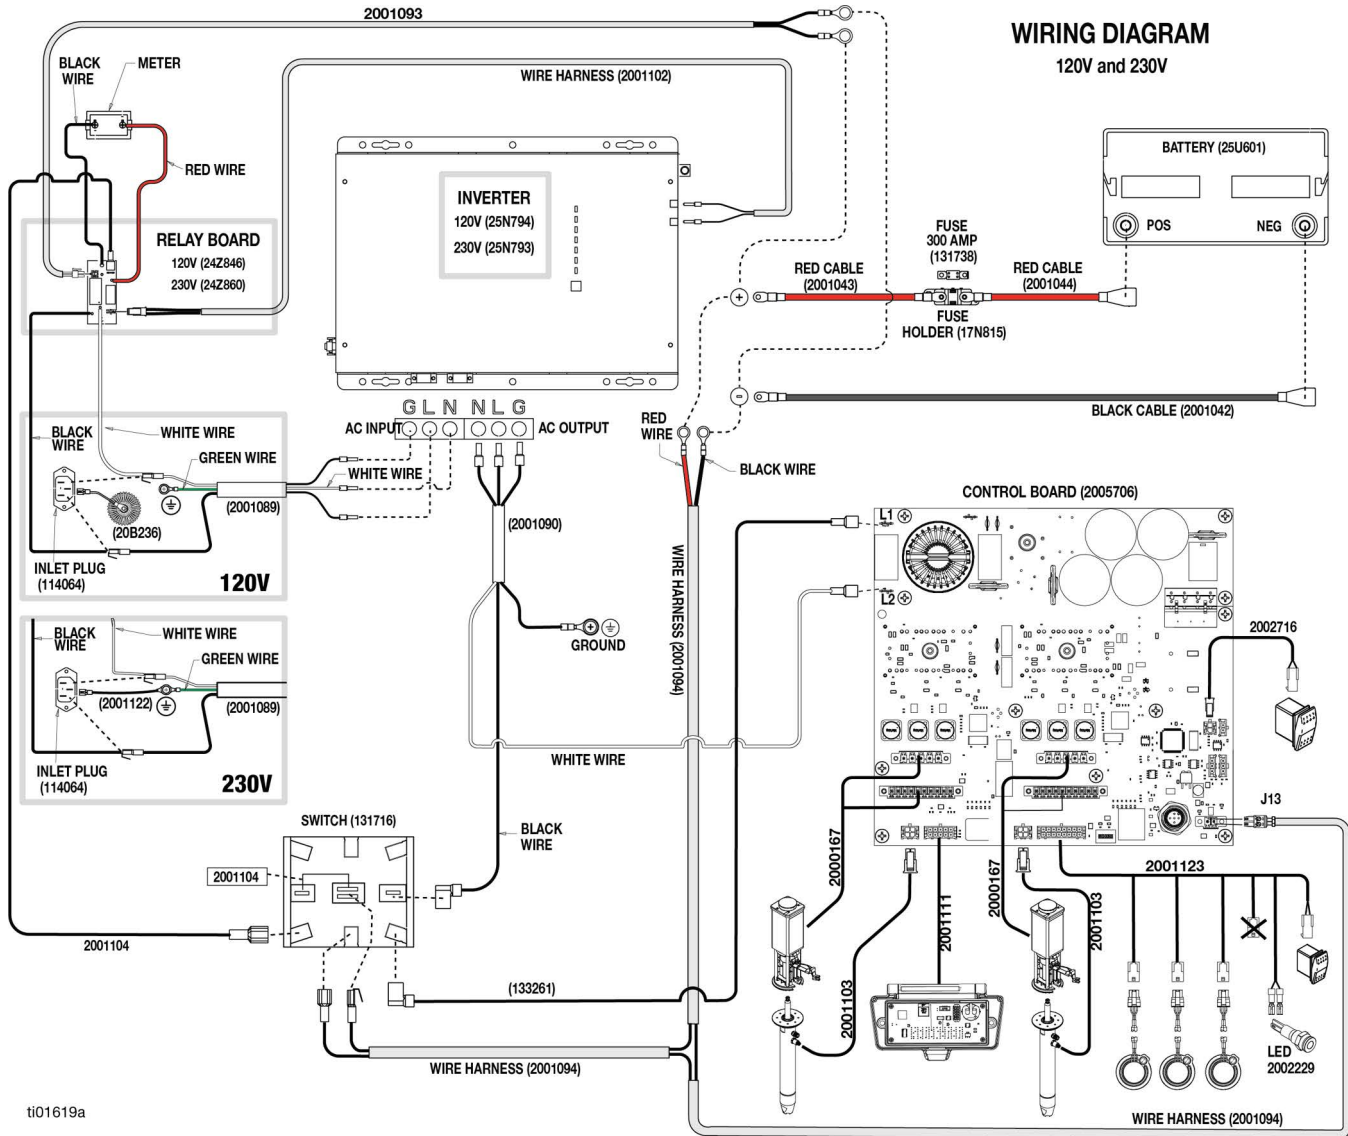 2001093
WIRING DIAGRAM
120V and 230V
BLACK
WIRE
METER
WIRE HARNESS (2001102)
RED WIRE
BATTERY (25U601)
POS
NEG
INVERTER
120V (25N794)
230V (25N793)
RELAY BOARD
120V (24Z846)
230V (24Z860)
FUSE
300 AMP
(131738)
RED CABLE
(2001043)
RED CABLE
(2001044)
+
FUSE
HOLDER (17N815)
-
BLACK CABLE (2001042)
G L N N L G
AC INPUT
AC OUTPUT
RED
WIRE
BLACK WIRE
BLACK
WIRE
WHITE WIRE
GREEN WIRE
WHITE WIRE
(2001089)
(20B236)
INLET PLUG
(114064)
120V
(2001090)
WIRE HARNESS (2001094)
CONTROL BOARD (2005706)
L1
L2
GROUND
BLACK
WIRE
WHITE WIRE
GREEN WIRE
(2001122)
(2001089)
INLET PLUG
(114064)
230V
WHITE WIRE
2002716
J13
SWITCH (131716)
2001104
BLACK
WIRE
2001104
(133261)
WIRE HARNESS (2001094)
2000167
2001103
2001111
2000167
2001103
2001123
LED
2002229
WIRE HARNESS (2001094)
ti01619a